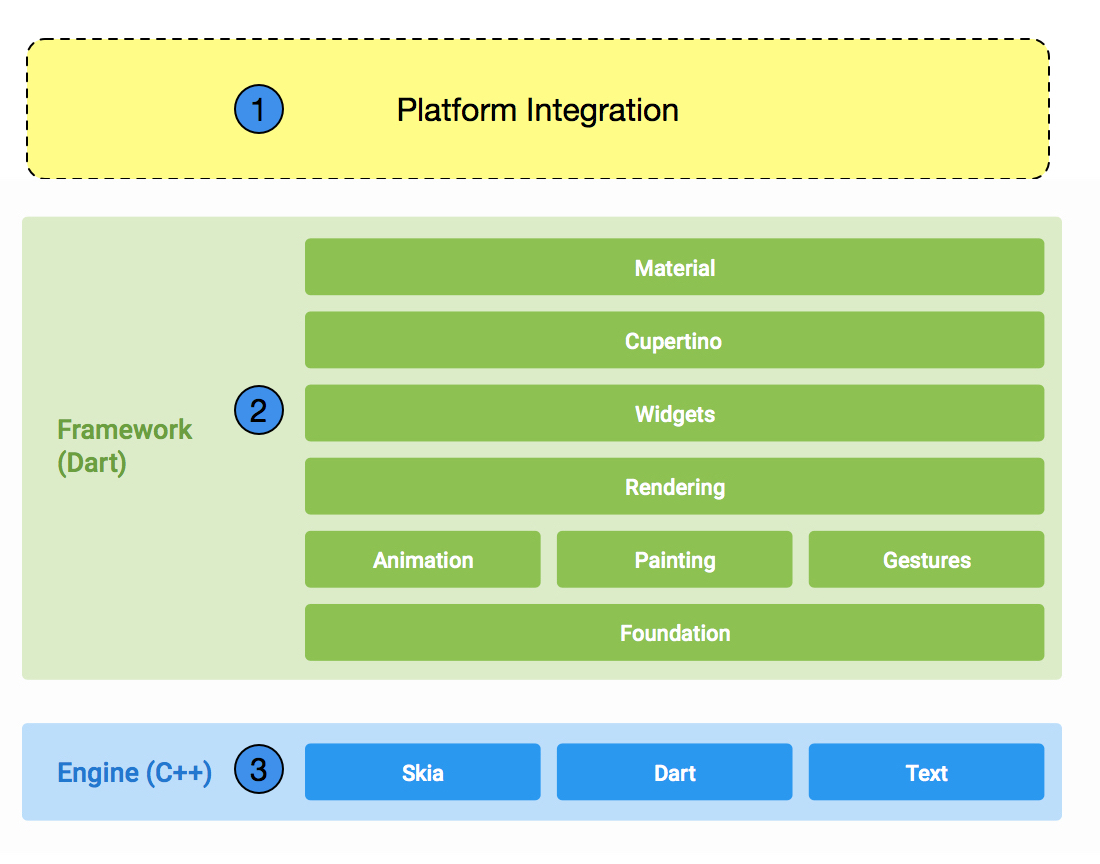 1 Platform Integration
Material
Cupertino
2 Widgets
Framework
(Dart)
Rendering
Animation Painting Gestures
Foundation
Engine (C++) 3 Skia Dart Text